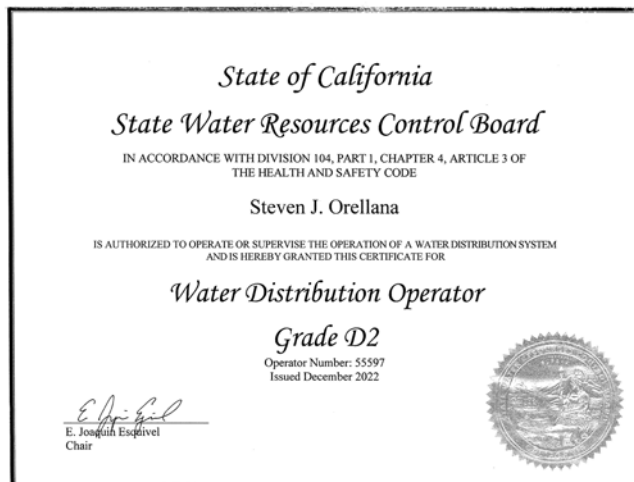 State of California
State Water Resources Control Board
IN ACCORDANCE WITH DIVISION 104, PART 1, CHAPTER 4, ARTICLE 3 OF
THE HEALTH AND SAFETY CODE
Steven J. Orellana
IS AUTHORIZED TO OPERATE OR SUPERVISE THE OPERATION OF A WATER DISTRIBUTION SYSTEM
AND IS HEREBY GRANTED THIS CERTIFICATE FOR
Water Distribution Operator
Grade D2
Operator Number: 55597
Issued December 2022
E. Joaquin Esquivel
Chair